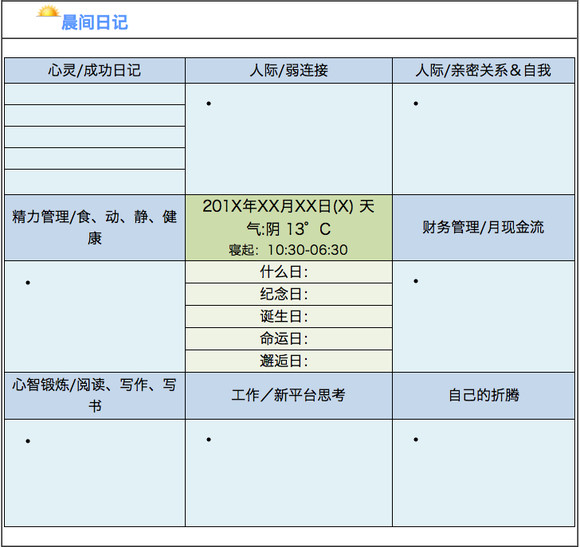 晨间日记
心灵/成功日记
人际/弱连接
人际/亲密关系＆自我
•
•
精力管理/食、动、静、健
康
201X年XX月XX日(X) 天
气:阴 13°C
寝起：10:30-06:30
财务管理/月现金流
•
什么日：
纪念日：
诞生日：
命运日：
邂逅日：
•
心智锻炼/阅读、写作、写
书
工作／新平台思考
自己的折腾
•
•
•